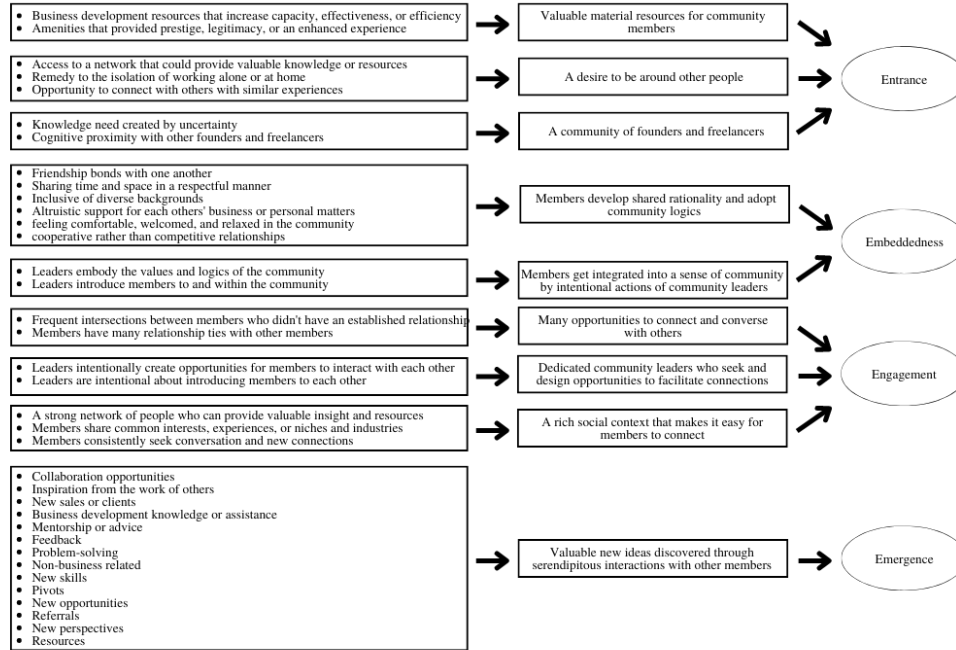 • Business development resources that increase capacity, effectiveness, or efficiency
• Amenities that provided prestige, legitimacy, or an enhanced experience
Valuable material resources for community
members
• Access to a network that could provide valuable knowledge or resources
• Remedy to the isolation of working alone or at home
• Opportunity to connect with others with similar experiences
A desire to be around other people
Entrance
• Knowledge need created by uncertainty
• Cognitive proximity with other founders and freelancers
A community of founders and freelancers
• Friendship bonds with one another
• Sharing time and space in a respectful manner
• Inclusive of diverse backgrounds
• Altruistic support for each others' business or personal matters
• feeling comfortable, welcomed, and relaxed in the community
• cooperative rather than competitive relationships
Members develop shared rationality and adopt
community logics
Embeddedness
• Leaders embody the values and logics of the community
• Leaders introduce members to and within the community
Members get integrated into a sense of community
by intentional actions of community leaders
• Frequent intersections between members who didn't have an established relationship
• Members have many relationship ties with other members
Many opportunities to connect and converse
with others
• Leaders intentionally create opportunities for members to interact with each other
• Leaders are intentional about introducing members to each other
Dedicated community leaders who seek and
design opportunities to facilitate connections
Engagement
• A strong network of people who can provide valuable insight and resources
• Members share common interests, experiences, or niches and industries
• Members consistently seek conversation and new connections
A rich social context that makes it easy for
members to connect
• Collaboration opportunities
• Inspiration from the work of others
• New sales or clients
• Business development knowledge or assistance
• Mentorship or advice
• Feedback
• Problem-solving
• Non-business related
• New skills
• Pivots
• New opportunities
• Referrals
• New perspectives
• Resources
Valuable new ideas discovered through
serendipitous interactions with other members
Emergence